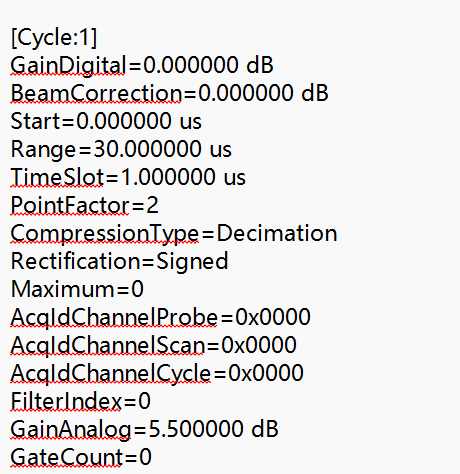 [Cycle:1]
GainDigital=0.000000 dB
BeamCorrection=0.000000 dB
Start=0.000000 us
Range=30.000000 us
TimeSlot=1.000000 us
PointFactor=2
CompressionType=Decimation
Rectification=Signed
Maximum=0
AcqIdChannelProbe=0x0000
AcqIdChannelScan=0x0000
AcqIdChannelCycle=0x0000
FilterIndex=0
GainAnalog=5.500000 dB
GateCount=0